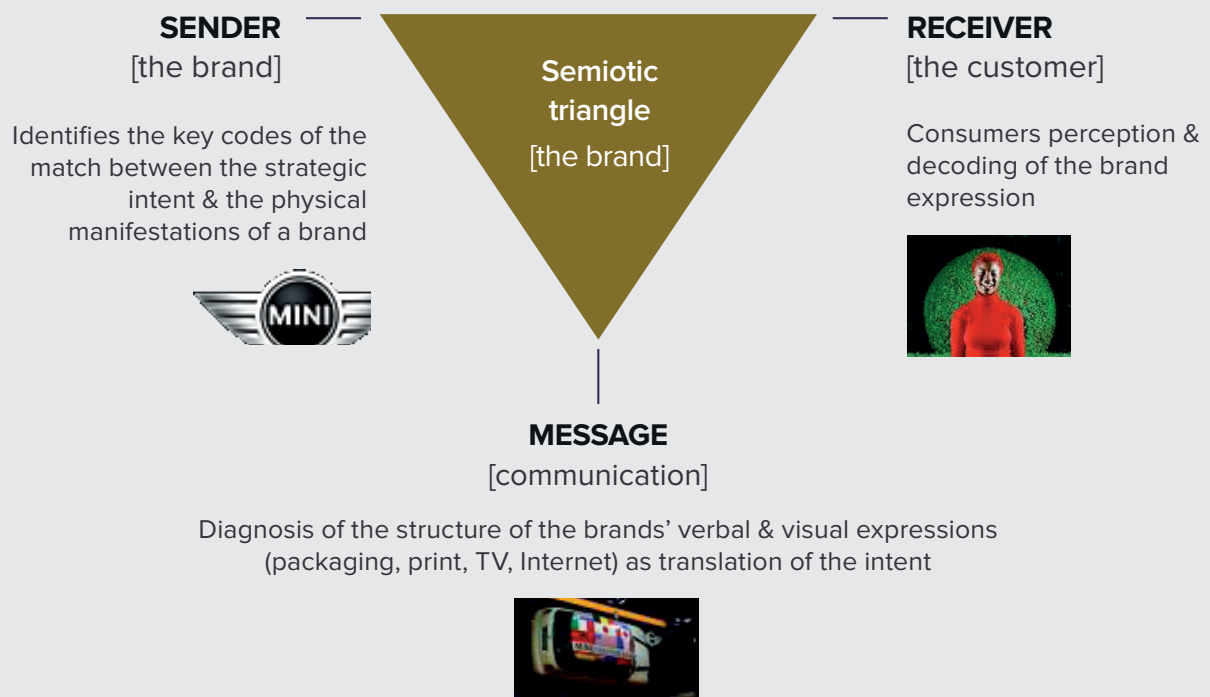 SENDER
[the brand]
Identifies the key codes of the
match between the strategic
intent & the physical
manifestations of a brand
MINI
Semiotic
triangle
[the brand]
RECEIVER
[the customer]
Consumers perception &
decoding of the brand
expression
MESSAGE
[communication]
Diagnosis of the structure of the brands’ verbal & visual expressions
(packaging, print, TV, Internet) as translation of the intent